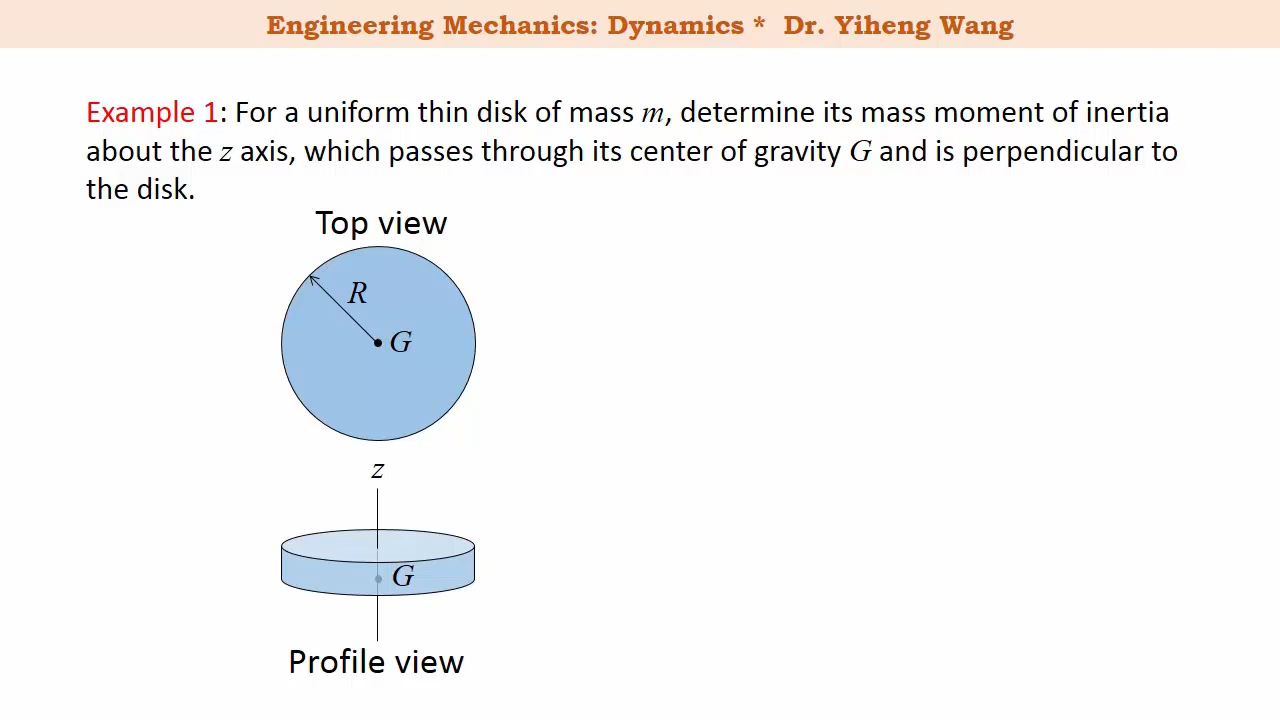 Engineering Mechanics: Dynamics * Dr. Yiheng Wang
Example 1: For a uniform thin disk of mass m, determine its mass moment of inertia
about the z axis, which passes through its center of gravity G and is perpendicular to
the disk.
Top view
R
G
z
G
Profile view